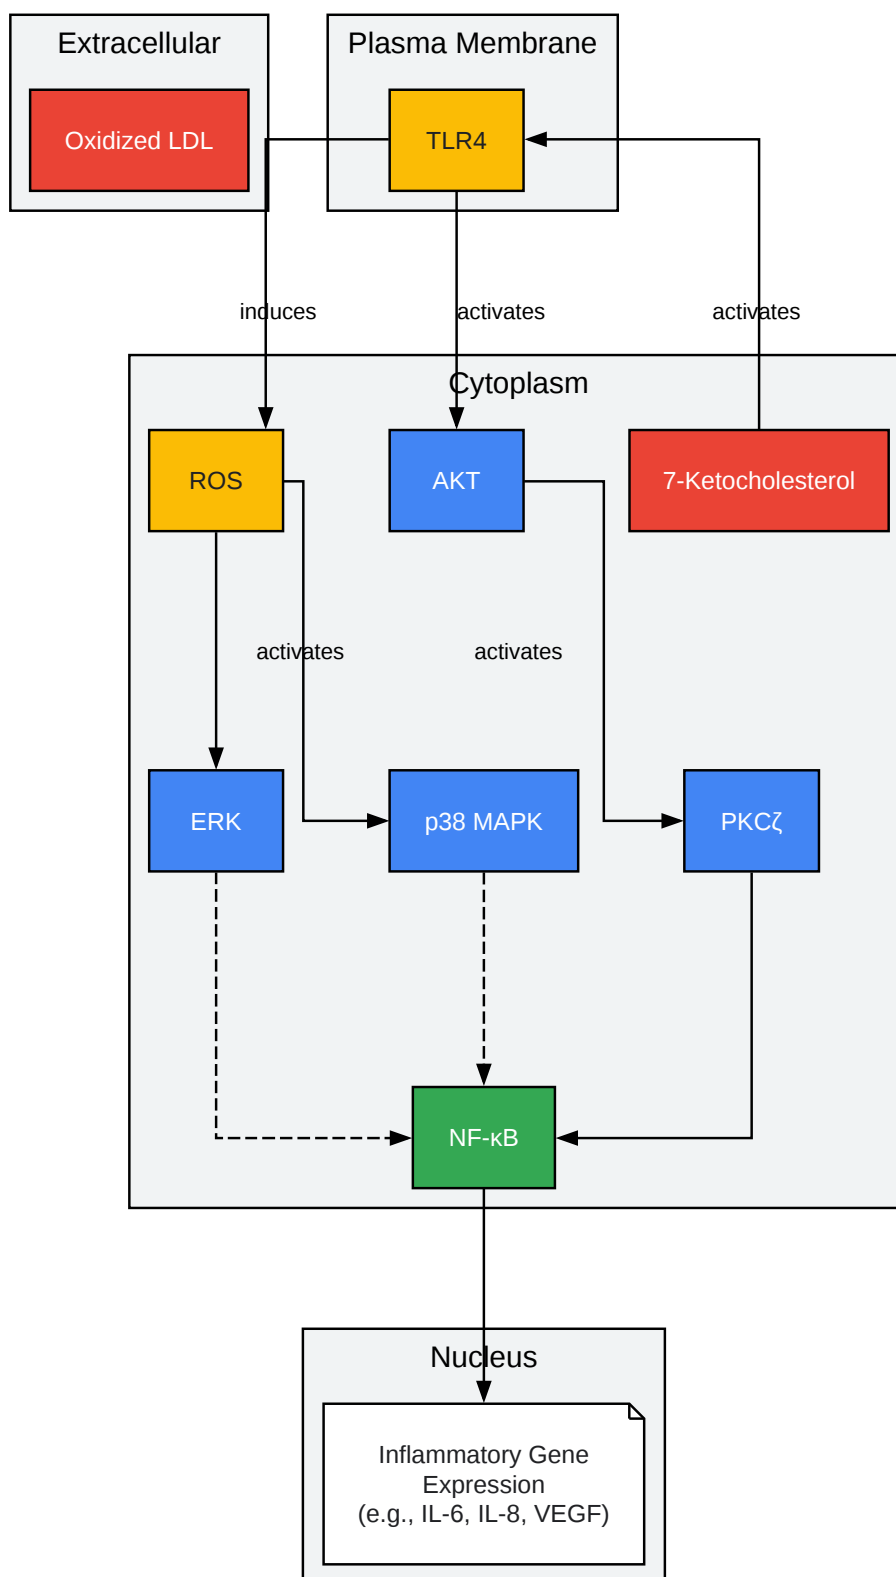 Extracellular
Plasma Membrane
Oxidized LDL
TLR4
induces
activates
activates
Cytoplasm
ROS
AKT
7-Ketocholesterol
activates
activates
ERK
p38 MAPK
PKCζ
NF-κB
Nucleus
Inflammatory Gene
Expression
(e.g., IL-6, IL-8, VEGF)